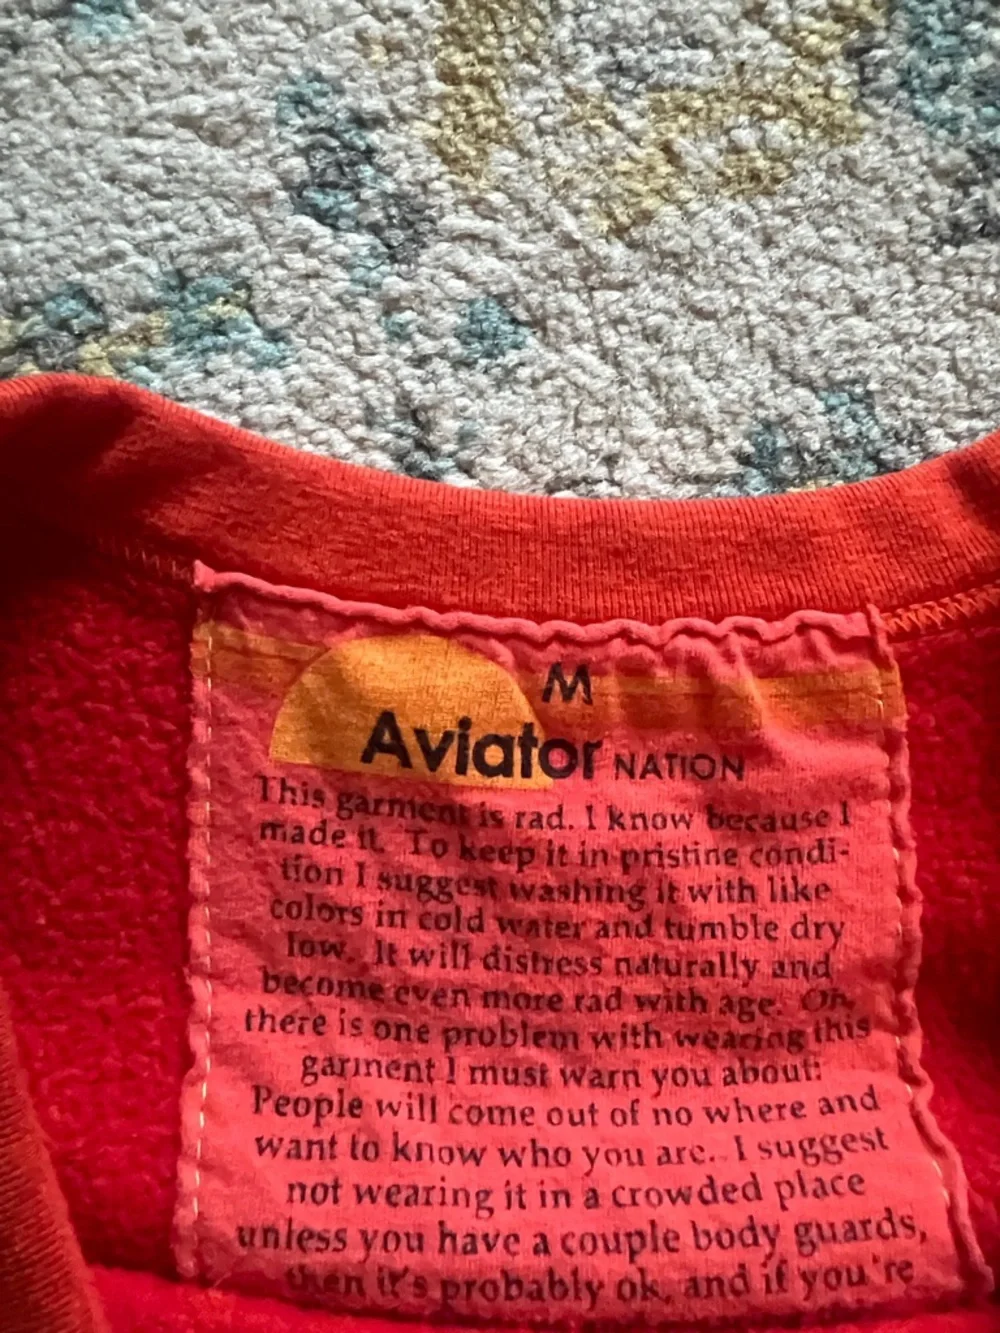 M
Aviator NATION
This garment is rad. I know because I
made it. To keep it in pristine condi-
tion I suggest washing it with like
colors in cold water and tumble dry
low. It will distress naturally and
become even more rad with age. Oh,
there is one problem with wearing this
garment I must warn you about:
People will come out of no where and
want to know who you are. I suggest
not wearing it in a crowded place
unless you have a couple body guards,
then it's probably ok, and if you're